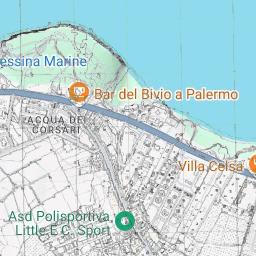 essina Marine
Bar del Bivio a Palermo
ACQUA DEI
CORSARI
Villa Celsa
Asd Polisportiva
Little E.C. Sport